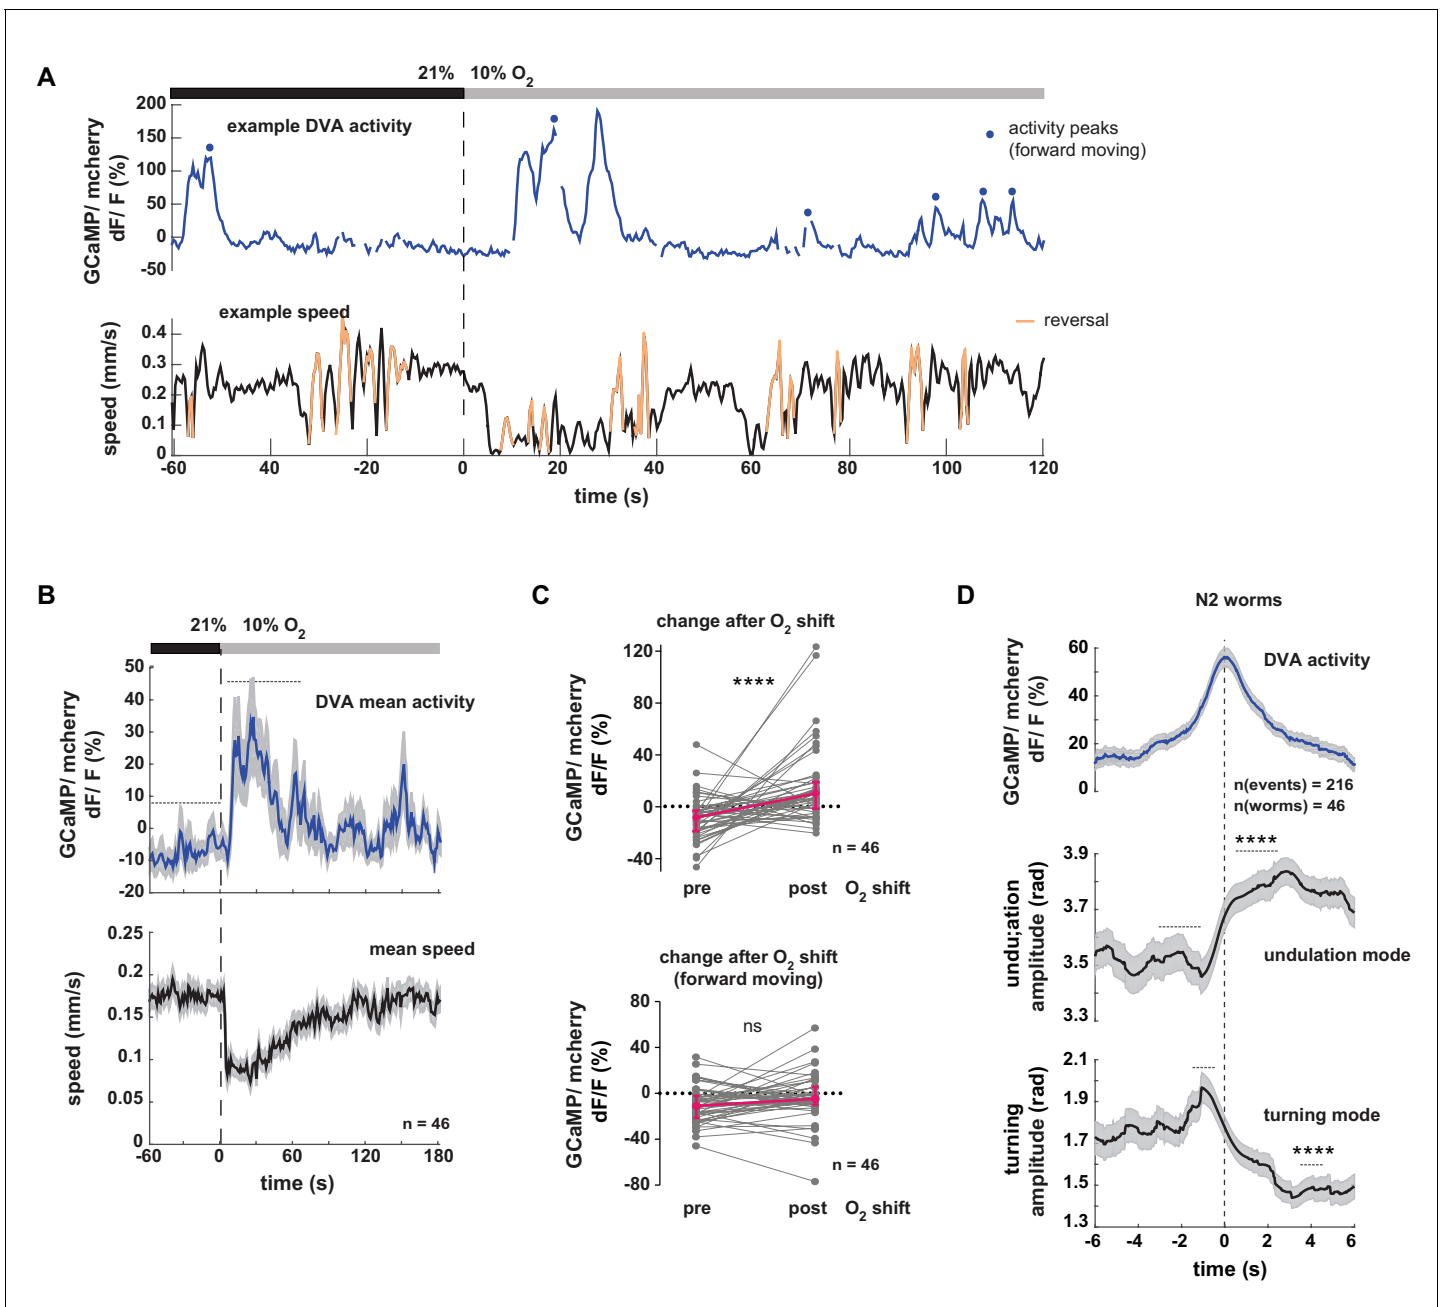 A
21% 10% O2
200
150
100
50
0
-50
GCaMP/ mcherry
dF/ F (%)
example DVA activity
activity peaks
(forward moving)
example speed
reversal
speed (mm/s)
0.4
0.3
0.2
0.1
0
-60 40 -20 0 20 40 60 80 100 120
time (s)
B
21% 10% O2
50
40
30
20
10
0
-10
-20
GCaMP/ mcherry
dF/ F (%)
DVA mean activity
mean speed
0.25
0.2
0.15
0.1
0.05
0
speed (mm/s)
n = 46
-60 0 60 120 180
time (s)
C
change after O2 shift
120
80
40
0
-40
GCaMP/ mcherry
dF/F (%)
****
n = 46
pre post O2 shift
change after O2 shift
(forward moving)
80
40
0
-40
-80
GCaMP/ mcherry
dF/F (%)
ns
n = 46
pre post O2 shift
D
N2 worms
60
40
20
0
GCaMP/ mcherry
dF/ F (%)
DVA activity
n(events) = 216
n(worms) = 46
****
3.9
3.7
3.5
3.3
undu;ation
amplitude (rad)
undulation mode
2.1
1.9
1.7
1.5
1.3
turning
amplitude (rad)
turning mode
****
-6 -4 -2 0 2 4 6
time (s)